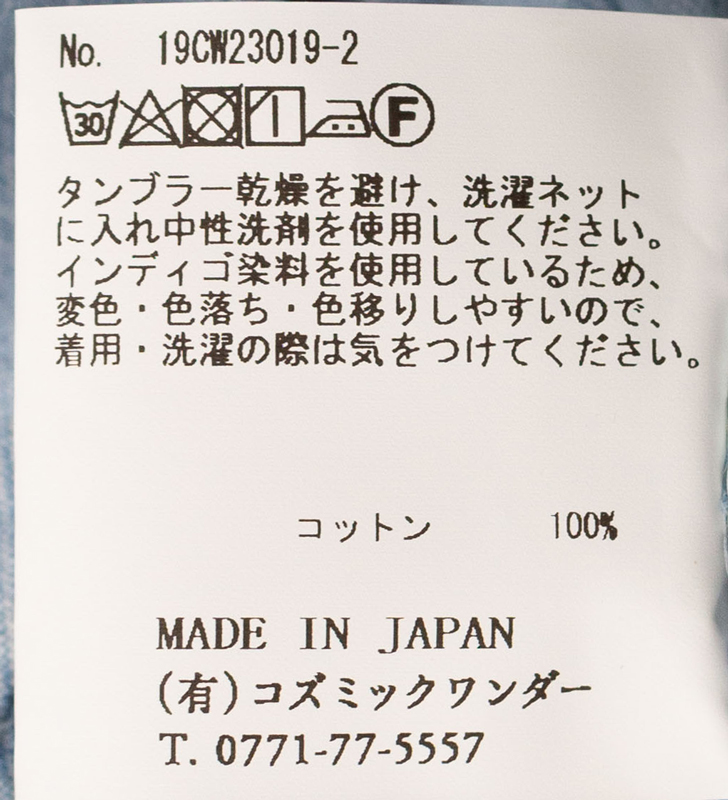 No. 19CW23019-2
30 F
タンブラー乾燥を避け、洗濯ネット
に入れ中性洗剤を使用してください。
インディゴ染料を使用しているため、
変色・色落ち・色移りしやすいので、
着用・洗濯の際は気をつけてください。
コットン 100%
MADE IN JAPAN
(有)コズミックワンダー
T. 0771-77-5557